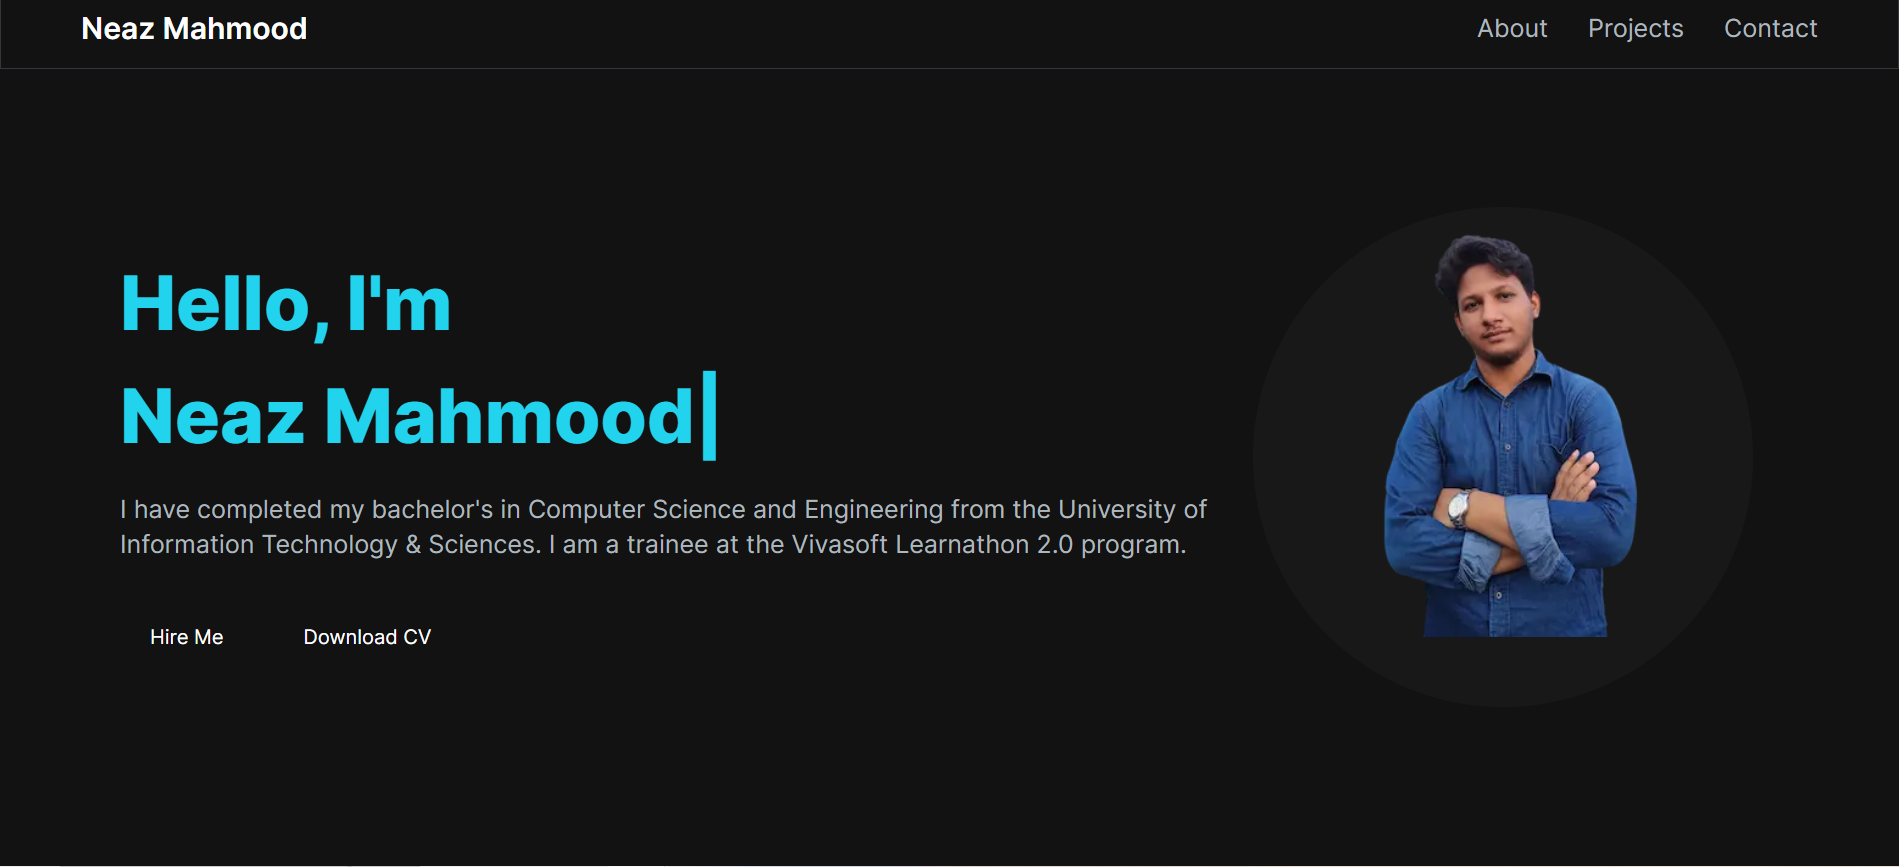 Neaz Mahmood
About Projects Contact
Hello, I'm
Neaz Mahmood
I have completed my bachelor's in Computer Science and Engineering from the University of
Information Technology & Sciences. I am a trainee at the Vivasoft Learnathon 2.0 program.
Hire Me Download CV